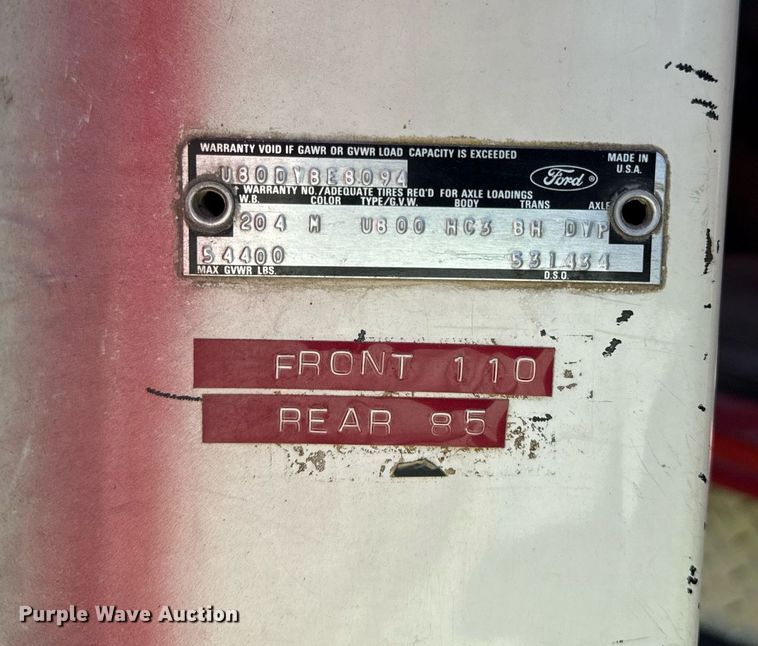 WARRANTY VOID IF GAWR OR GVWR LOAD CAPACITY IS EXCEEDED
MADE IN U.S.A.
Ford ®
U80DVBE8094
WARRANTY NO./ADEQUATE TIRES REQ'D FOR AXLE LOADINGS
W.B. COLOR TYPE/G.V.W. BODY TRANS AXLE
204 M U800 HC3 BH DVP
54400 531434
MAX GVWR LBS. D.S.O.
FRONT 110
REAR 85
Purple Wave Auction